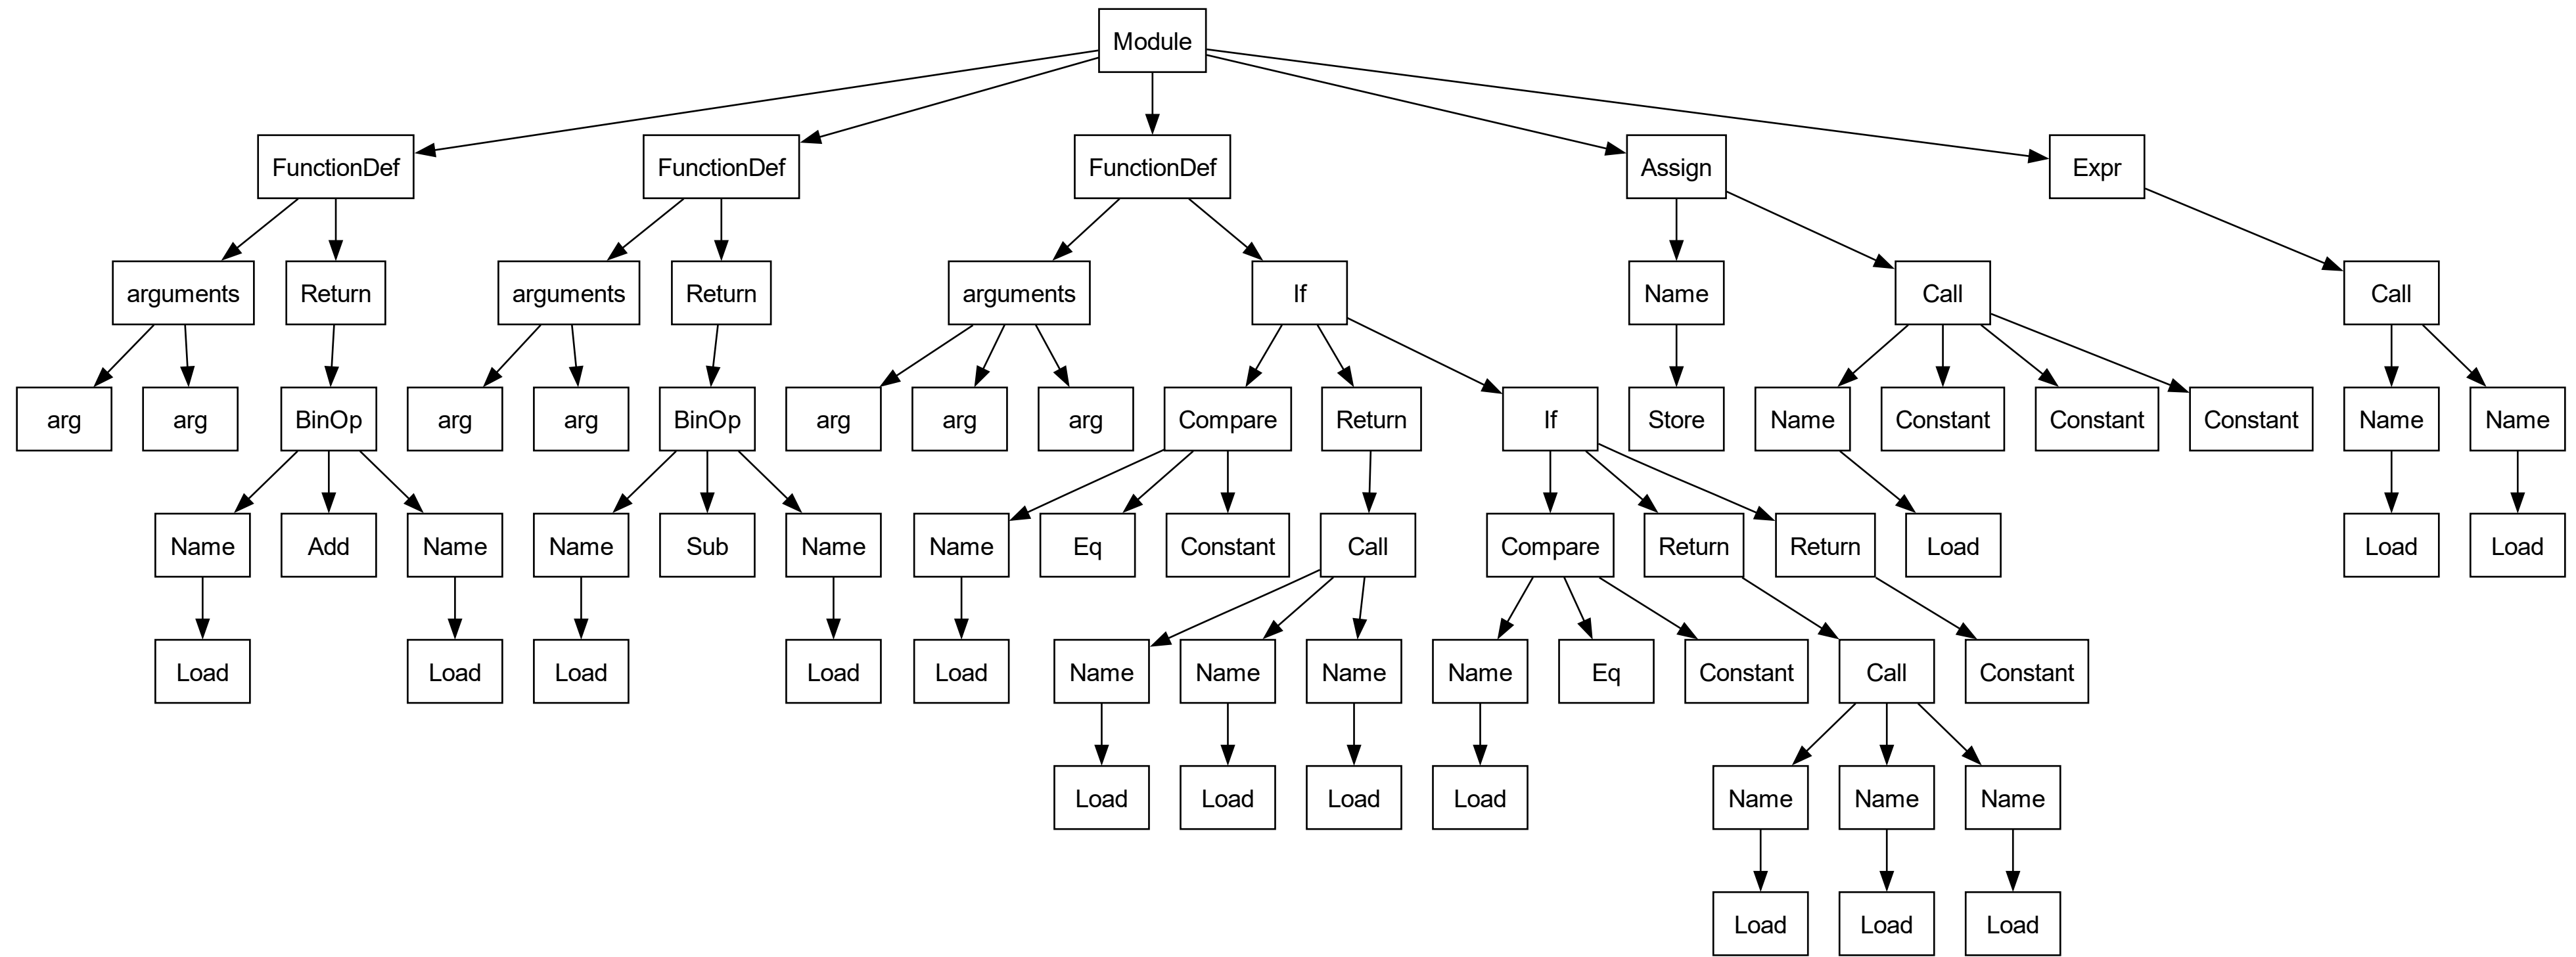 Module
FunctionDef FunctionDef FunctionDef Assign Expr
arguments Return arguments Return arguments If Name Call Call
arg arg BinOp arg arg BinOp arg arg arg Compare Return If Store Name Constant Constant Constant Name Name
Name Add Name Name Sub Name Name Eq Constant Call Compare Return Return Load Load Load
Load Load Load Load Load Name Name Name Name Eq Constant Call Constant
Load Load Load Load Name Name Name
Load Load Load